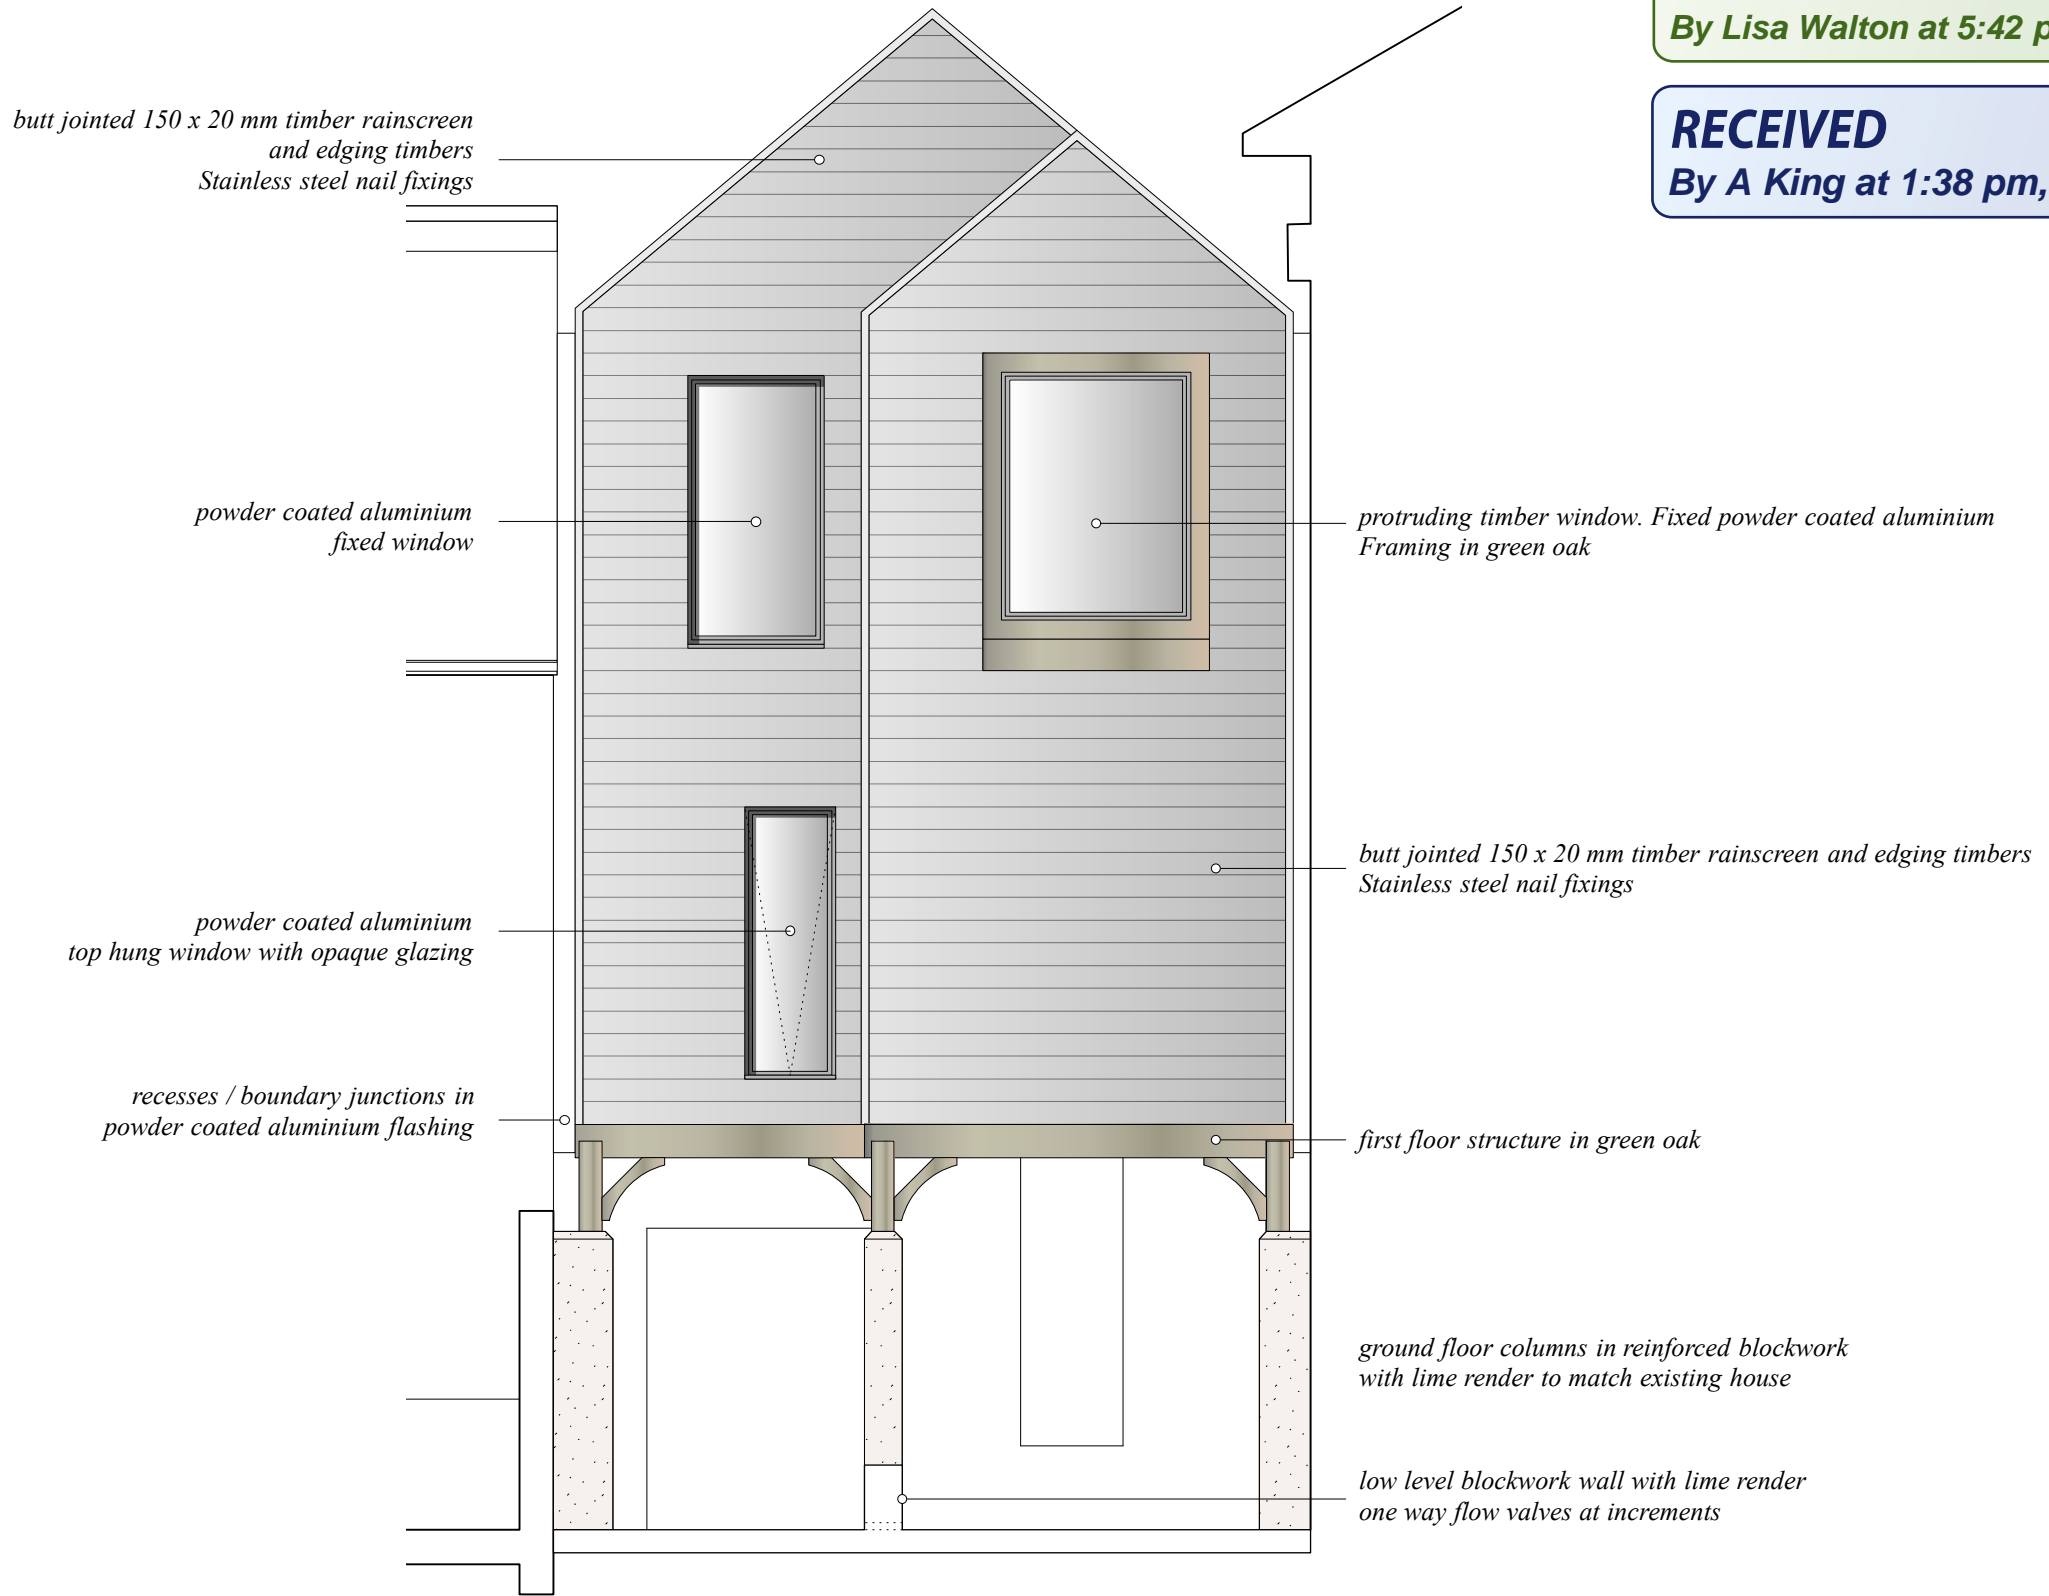 By Lisa Walton at 5:42
RECEIVED
By A King at 1:38 pm,
butt jointed 150 x 20 mm timber rainscreen
and edging timbers
Stainless steel nail fixings
powder coated aluminium
fixed window
protruding timber window. Fixed powder coated aluminium
Framing in green oak
butt jointed 150 x 20 mm timber rainscreen and edging timbers
Stainless steel nail fixings
powder coated aluminium
top hung window with opaque glazing
recesses / boundary junctions in
powder coated aluminium flashing
first floor structure in green oak
ground floor columns in reinforced blockwork
with lime render to match existing house
low level blockwork wall with lime render
one way flow valves at increments